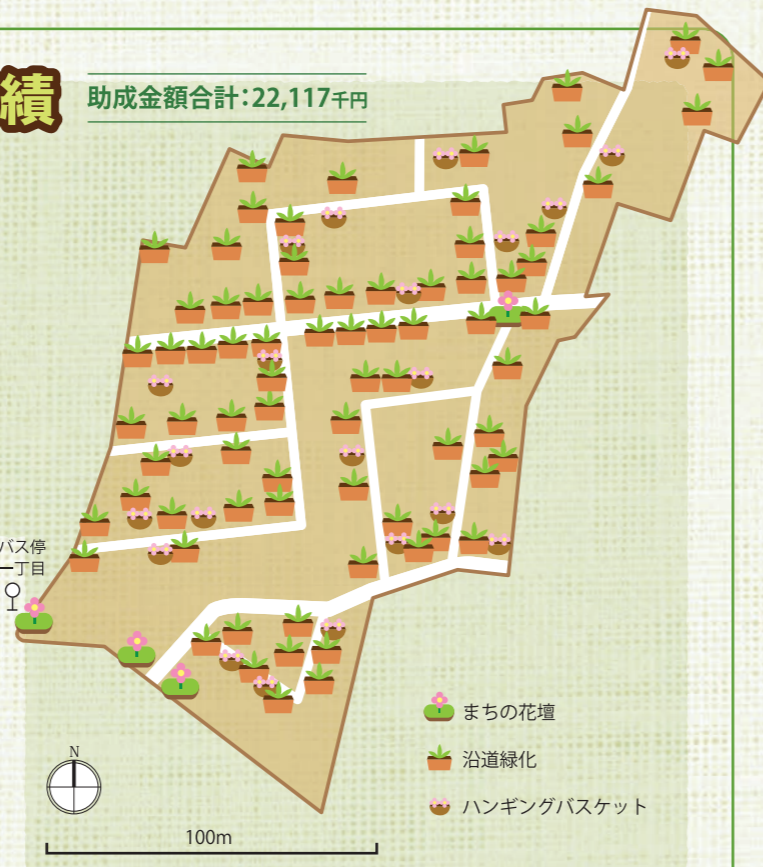 績
助成金額合計：22,117千円
バス停
一丁目
まちの花壇
沿道緑化
ハンギングバスケット
N
100m